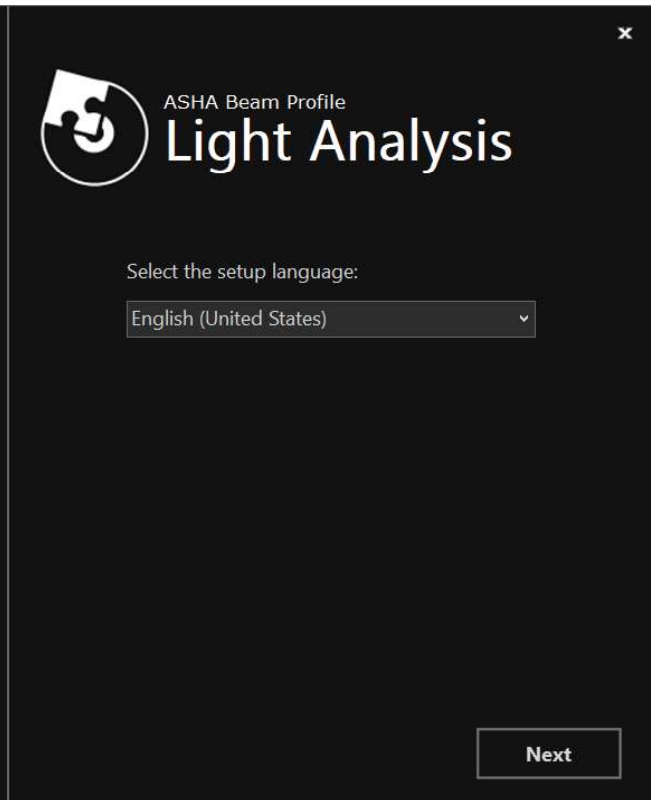 ASHA Beam Profile
Light Analysis
Select the setup language:
English (United States)
Next